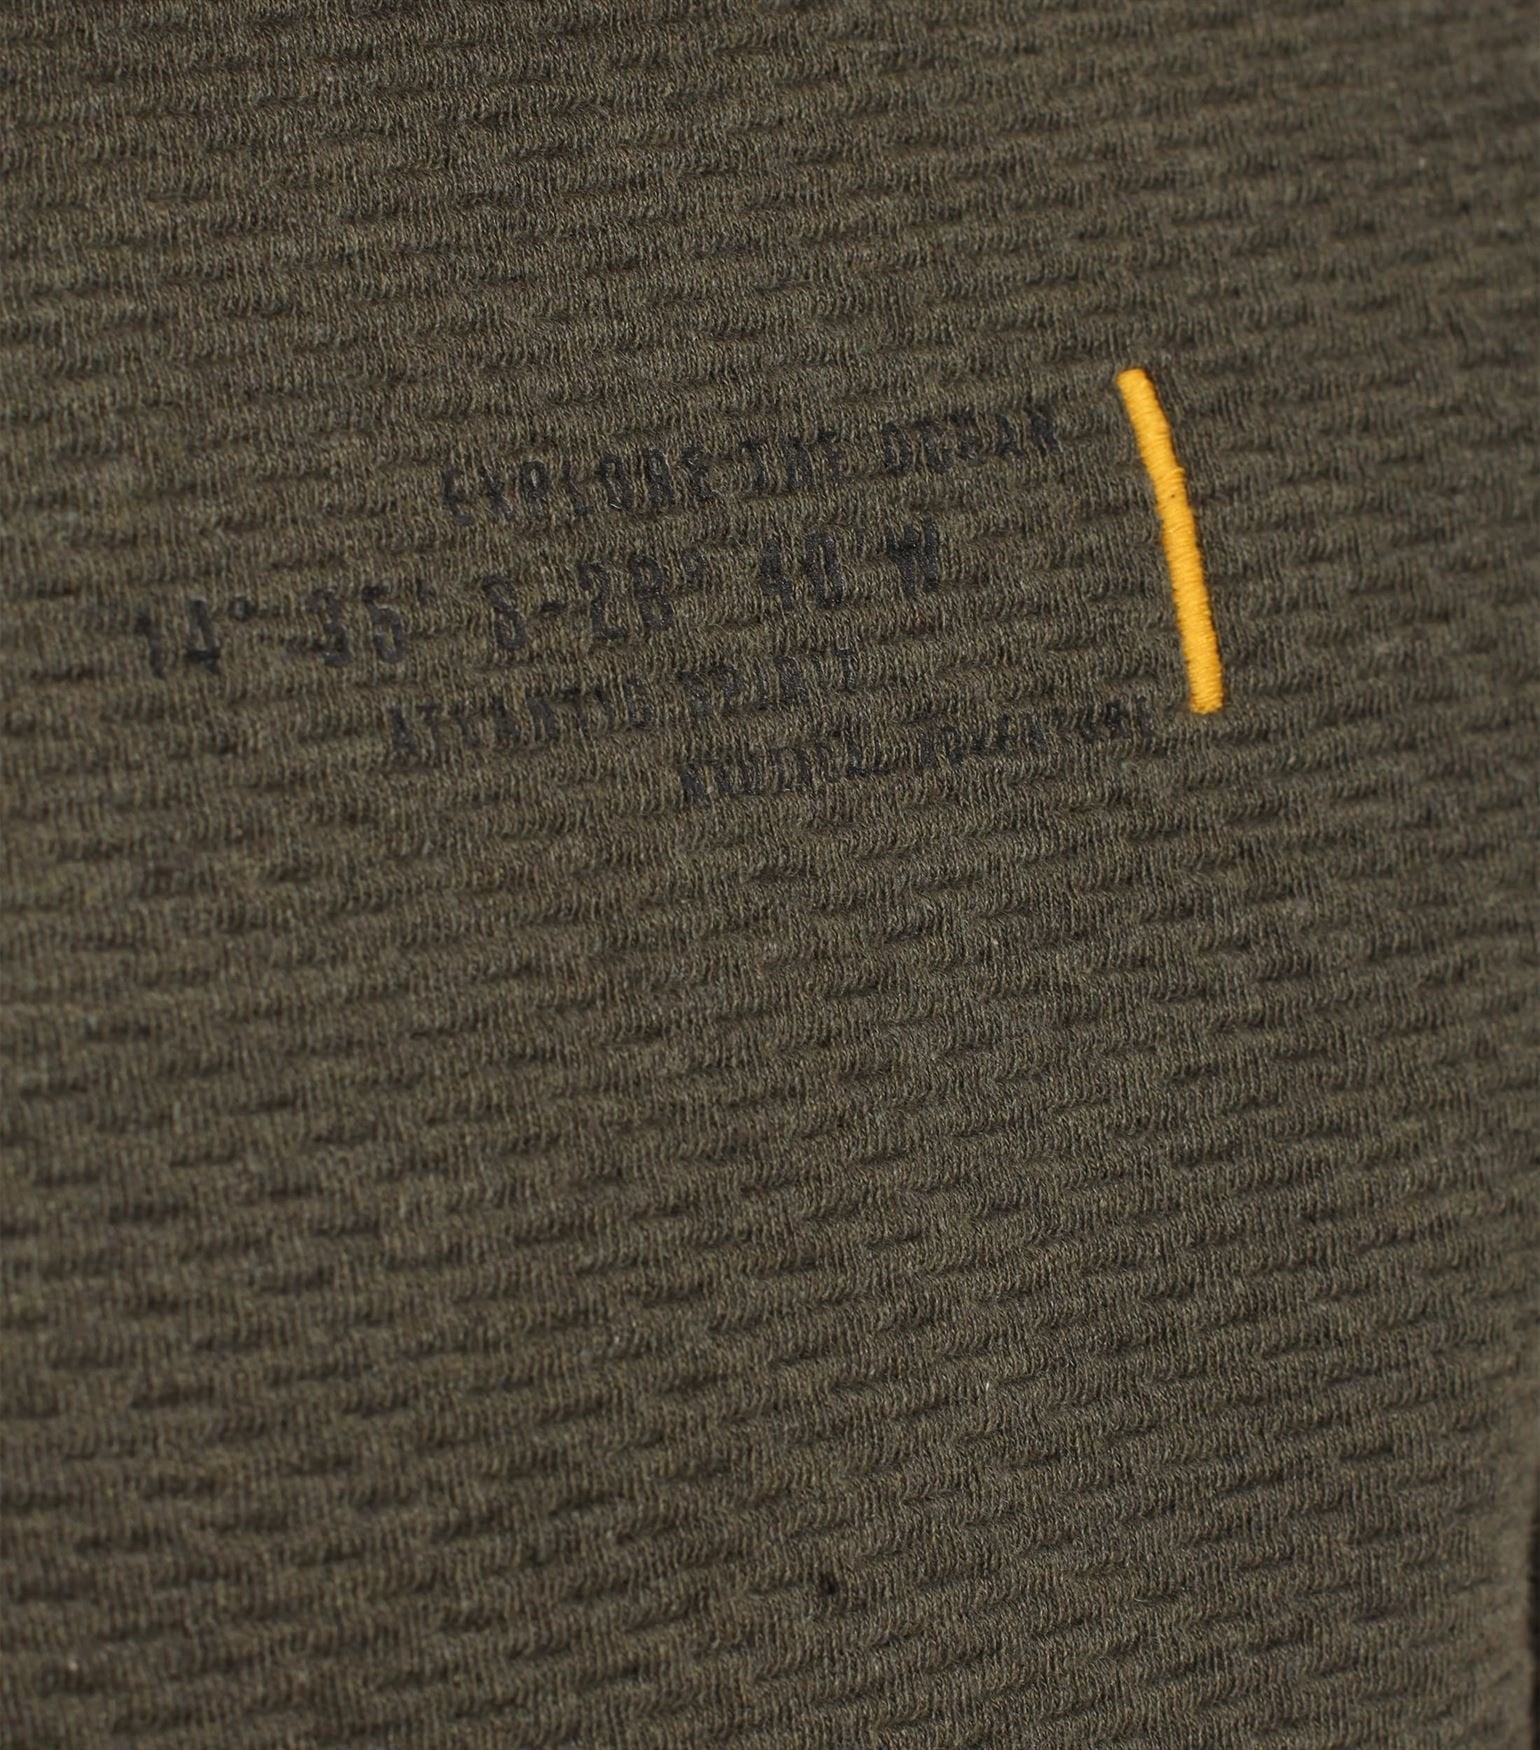 EXPLORE THE OCEAN
14° 35' S-28° 40' W
ATLANTIC SPIRIT
NAUTICAL ADVENTURE